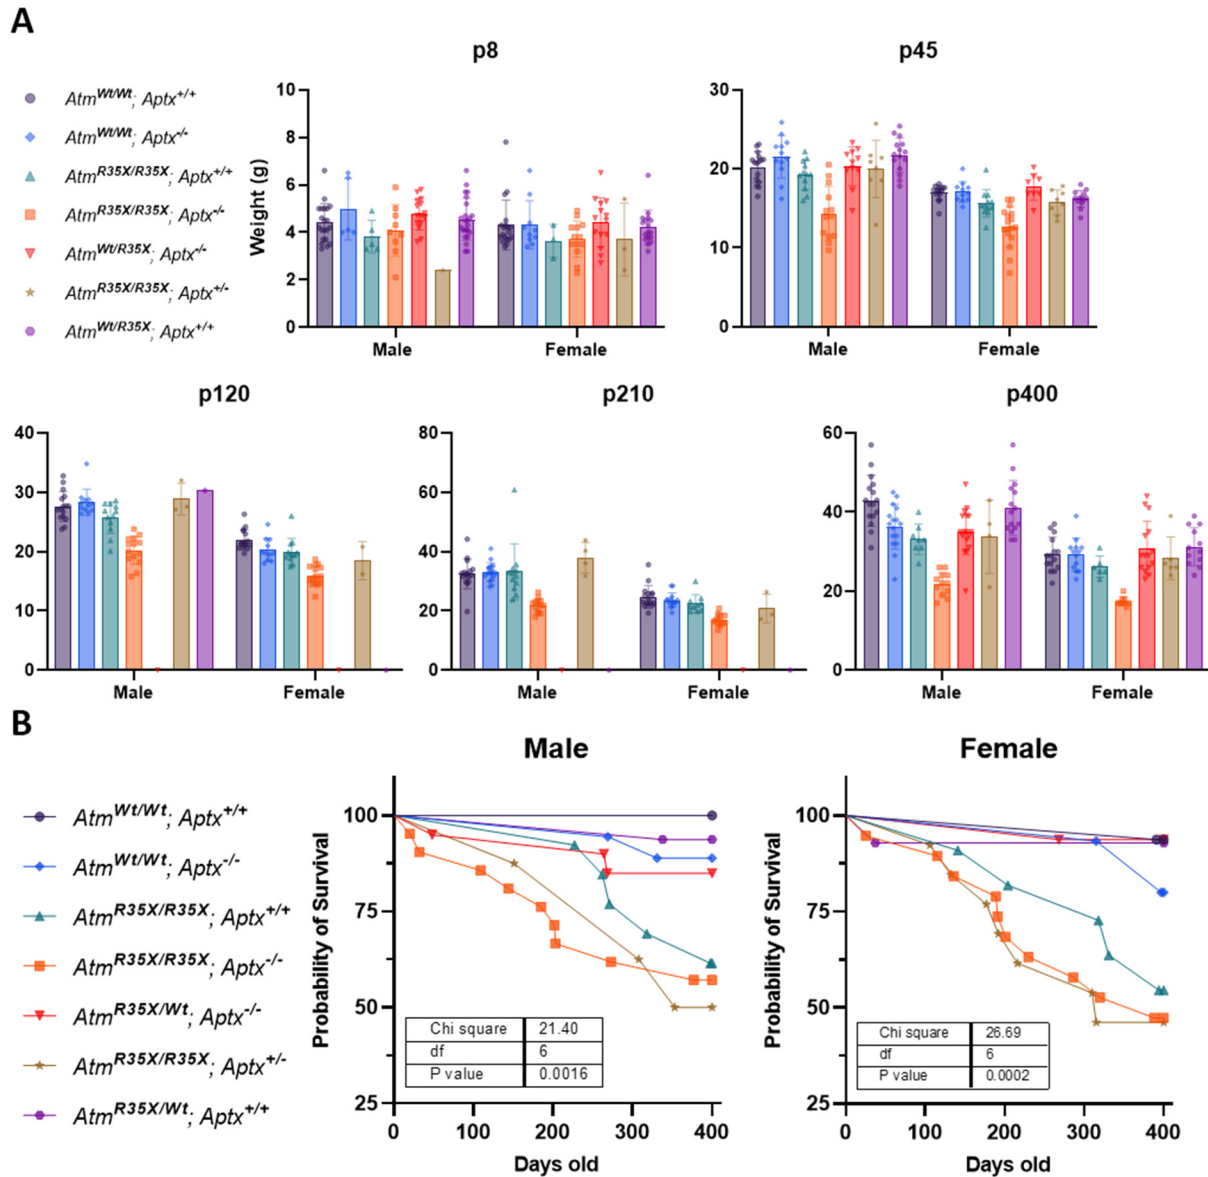 A
p8
p45
Atm^Wt/Wt; Aptx^+/+
Atm^Wt/Wt; Aptx^-/-
Atm^R35X/R35X; Aptx^+/+
Atm^R35X/R35X; Aptx^-/-
Atm^Wt/R35X; Aptx^-/-
Atm^R35X/R35X; Aptx^+/-
Atm^Wt/R35X; Aptx^+/+
Weight (g)
10
8
6
4
2
0
Male Female
30
20
10
0
Male Female
p120
p210
p400
40
30
20
10
0
Male Female
80
60
40
20
0
Male Female
60
40
20
0
Male Female
B
Male
Female
Atm^Wt/Wt; Aptx^+/+
Atm^Wt/Wt; Aptx^-/-
Atm^R35X/R35X; Aptx^+/+
Atm^R35X/R35X; Aptx^-/-
Atm^R35X/Wt; Aptx^-/-
Atm^R35X/R35X; Aptx^+/-
Atm^R35X/Wt; Aptx^+/+
Probability of Survival
100
75
50
25
Chi square 21.40
df 6
P value 0.0016
0 100 200 300 400
Days old
Probability of Survival
100
75
50
25
Chi square 26.69
df 6
P value 0.0002
0 100 200 300 400
Days old